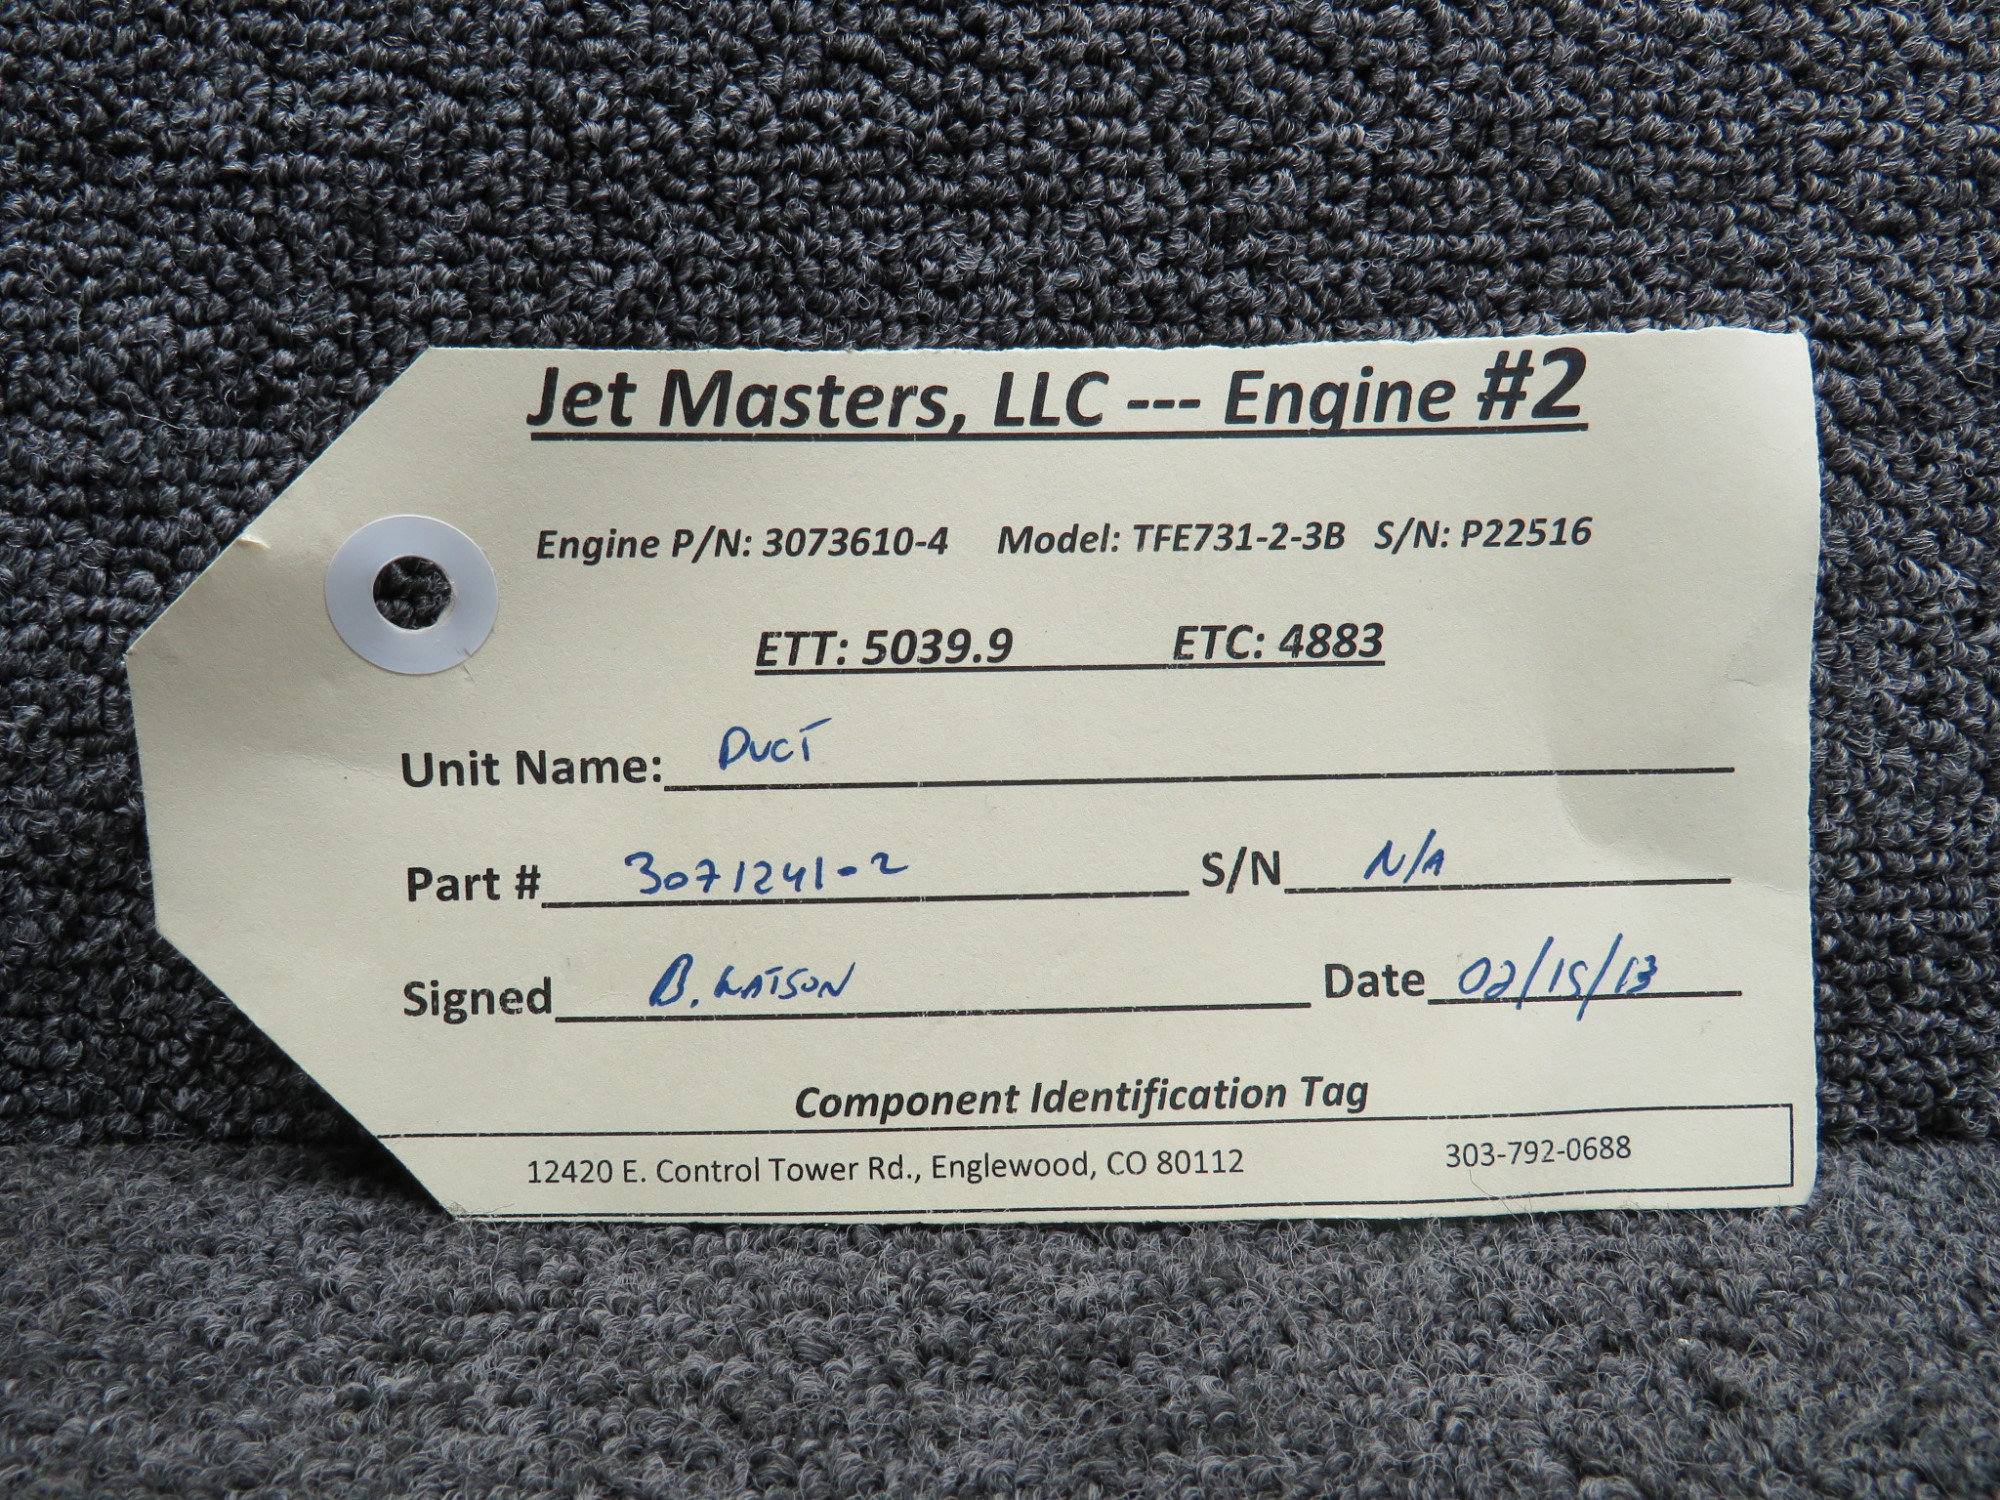 Jet Masters, LLC --- Engine #2
Engine P/N: 3073610-4 Model: TFE731-2-3B S/N: P22516
ETT: 5039.9 ETC: 4883
Unit Name: DUCT
Part # 3071241-2 S/N N/A
Signed B. WATSON Date 02/15/13
Component Identification Tag
12420 E. Control Tower Rd., Englewood, CO 80112 303-792-0688